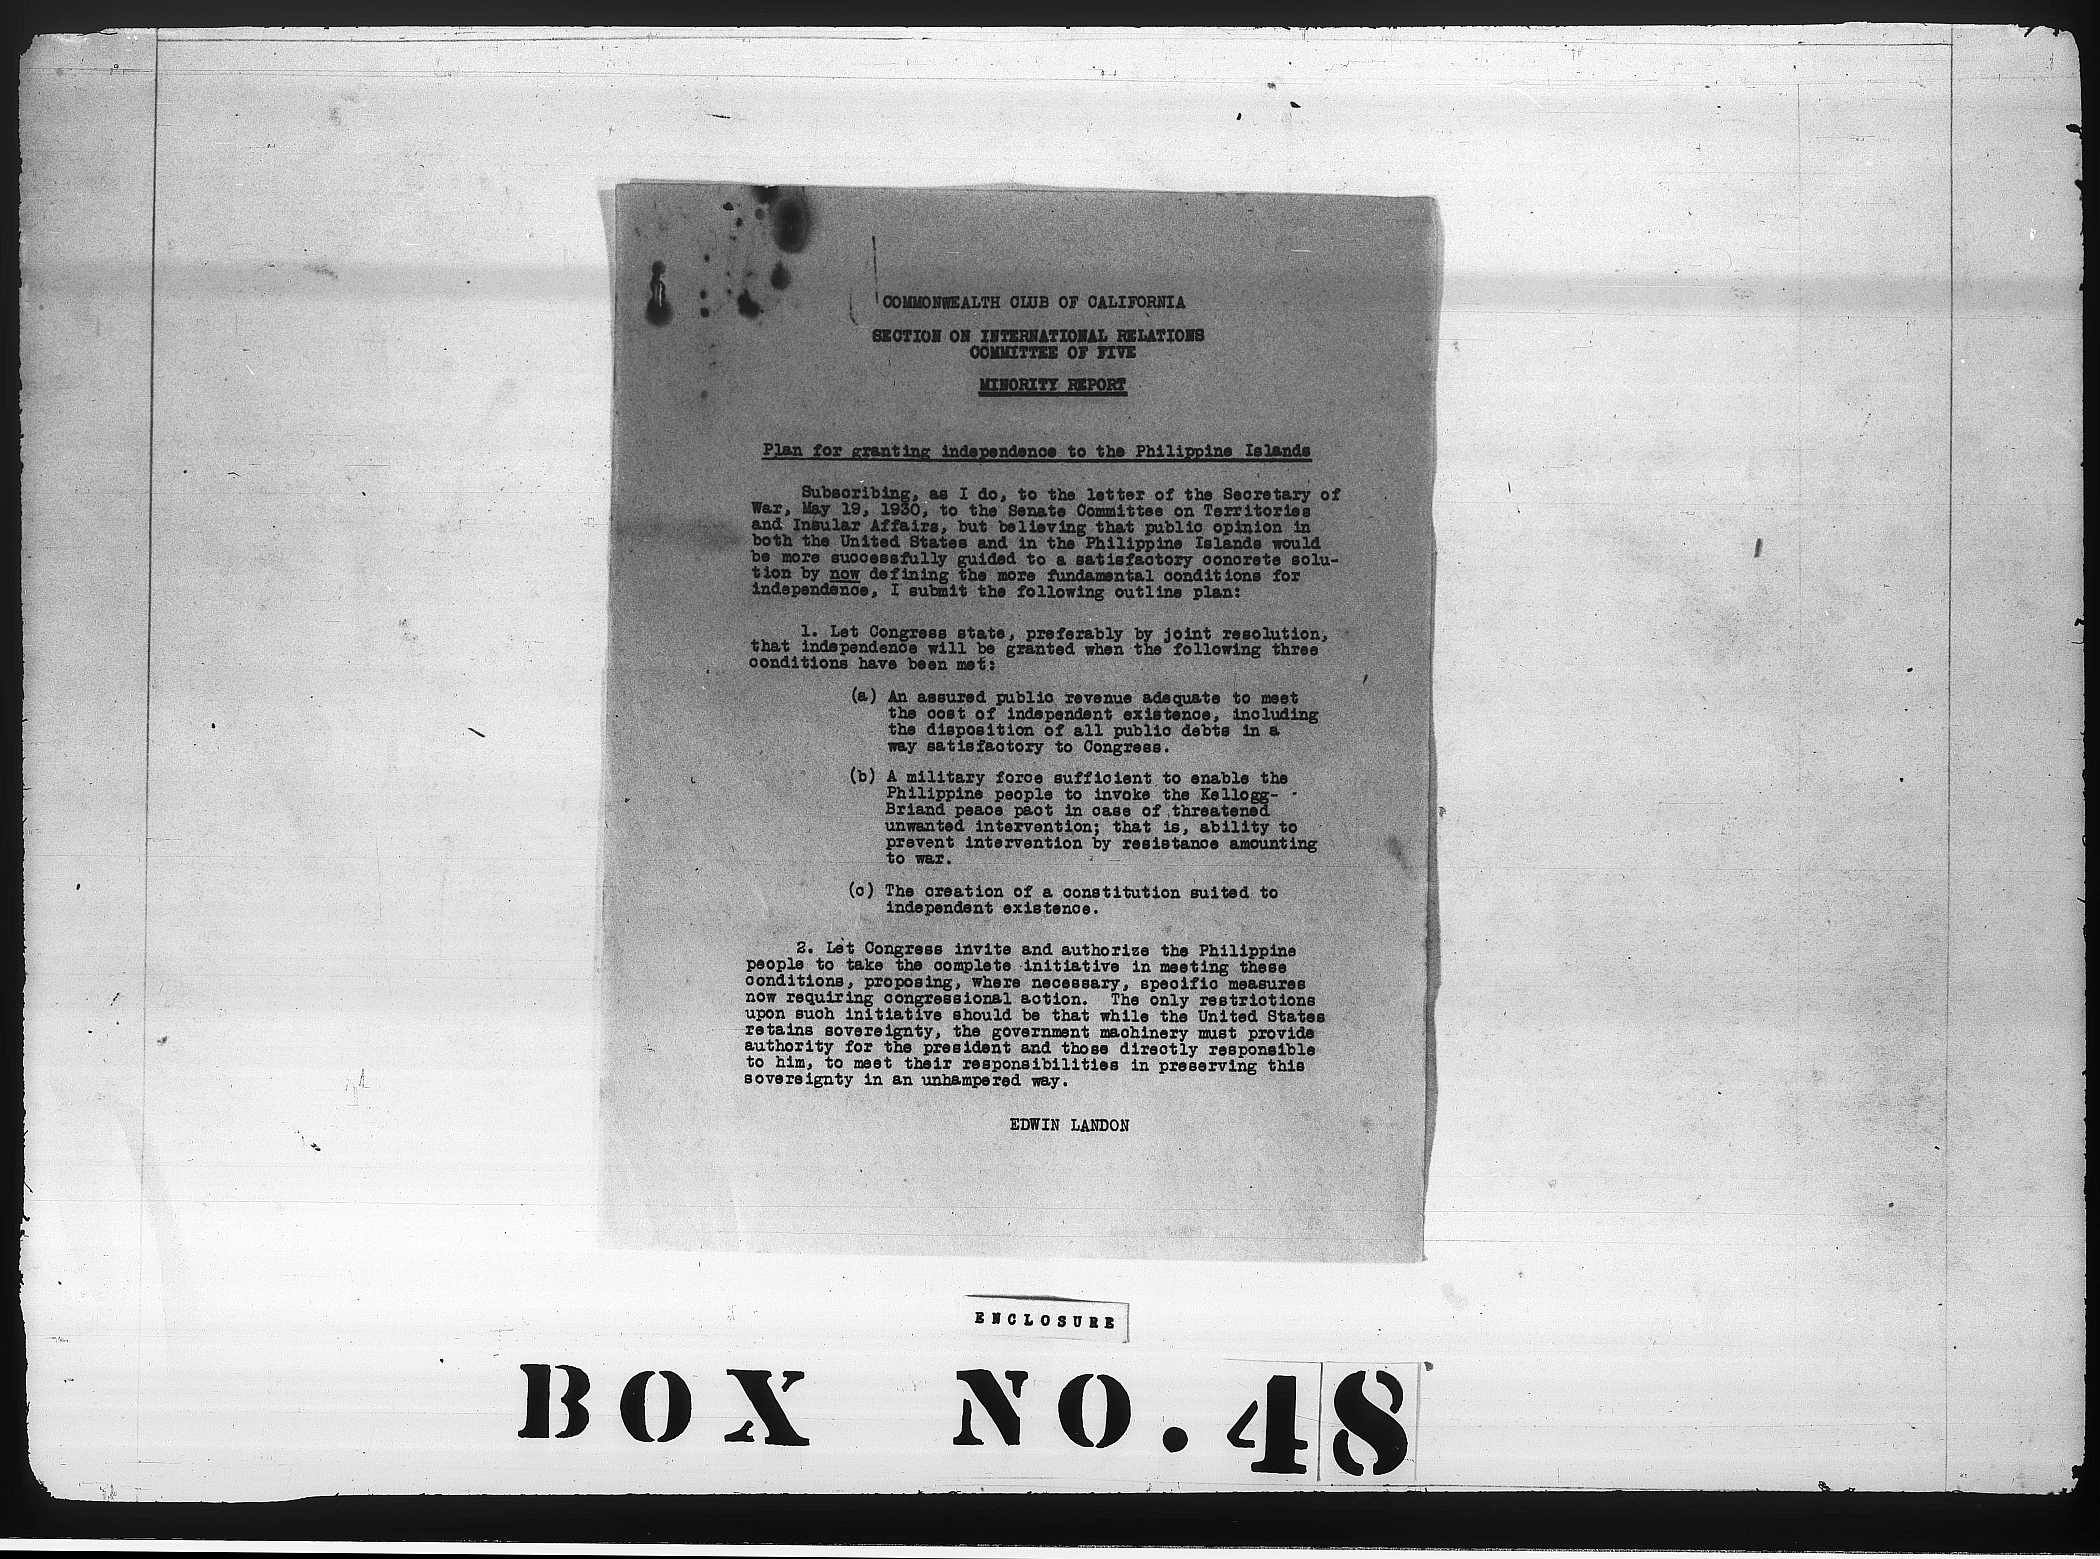 COMMONWEALTH CLUB OF CALIFORNIA
SECTION ON INTERNATIONAL RELATIONS
COMMITTEE OF FIVE
MINORITY REPORT
Plan for granting independence to the Philippine Islands
Subscribing, as I do, to the letter of the Secretary of
War, May 19, 1930, to the Senate Committee on Territories
and Insular Affairs, but believing that public opinion in
both the United States and in the Philippine Islands would
be more successfully guided to a satisfactory concrete solu-
tion by now defining the more fundamental conditions for
independence, I submit the following outline plan:
1. Let Congress state, preferably by joint resolution,
that independence will be granted when the following three
conditions have been met:
(a) An assured public revenue adequate to meet
the cost of independent existence, including
the disposition of all public debts in a
way satisfactory to Congress.
(b) A military force sufficient to enable the
Philippine people to invoke the Kellogg-
Briand peace pact in case of threatened
unwanted intervention; that is, ability to
prevent intervention by resistance amounting
to war.
(c) The creation of a constitution suited to
independent existence.
2. Let Congress invite and authorize the Philippine
people to take the complete initiative in meeting these
conditions, proposing, where necessary, specific measures
now requiring congressional action. The only restrictions
upon such initiative should be that while the United States
retains sovereignty, the government machinery must provide
authority for the president and those directly responsible
to him, to meet their responsibilities in preserving this
sovereignty in an unhampered way.
EDWIN LANDON
ENCLOSURE
BOX NO. 48